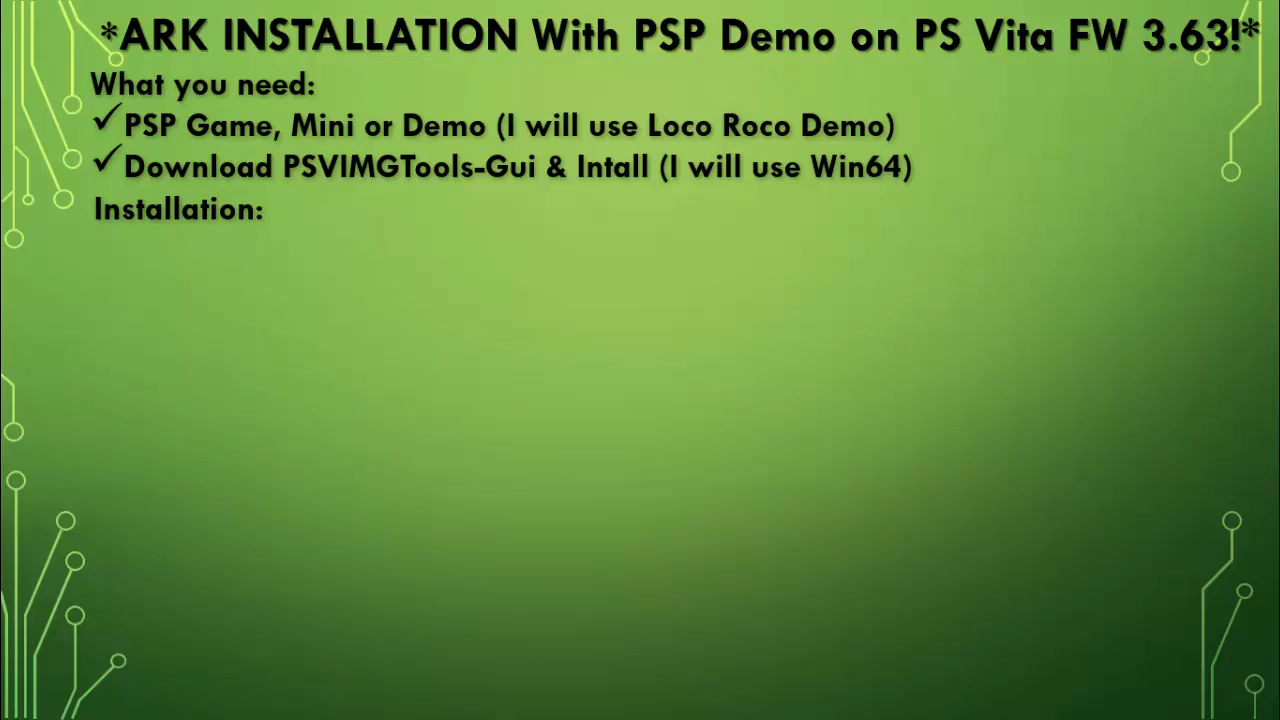 *ARK INSTALLATION With PSP Demo on PS Vita FW 3.63!*
What you need:
✓PSP Game, Mini or Demo (I will use Loco Roco Demo)
✓Download PSVIMGTools-Gui & Intall (I will use Win64)
Installation: